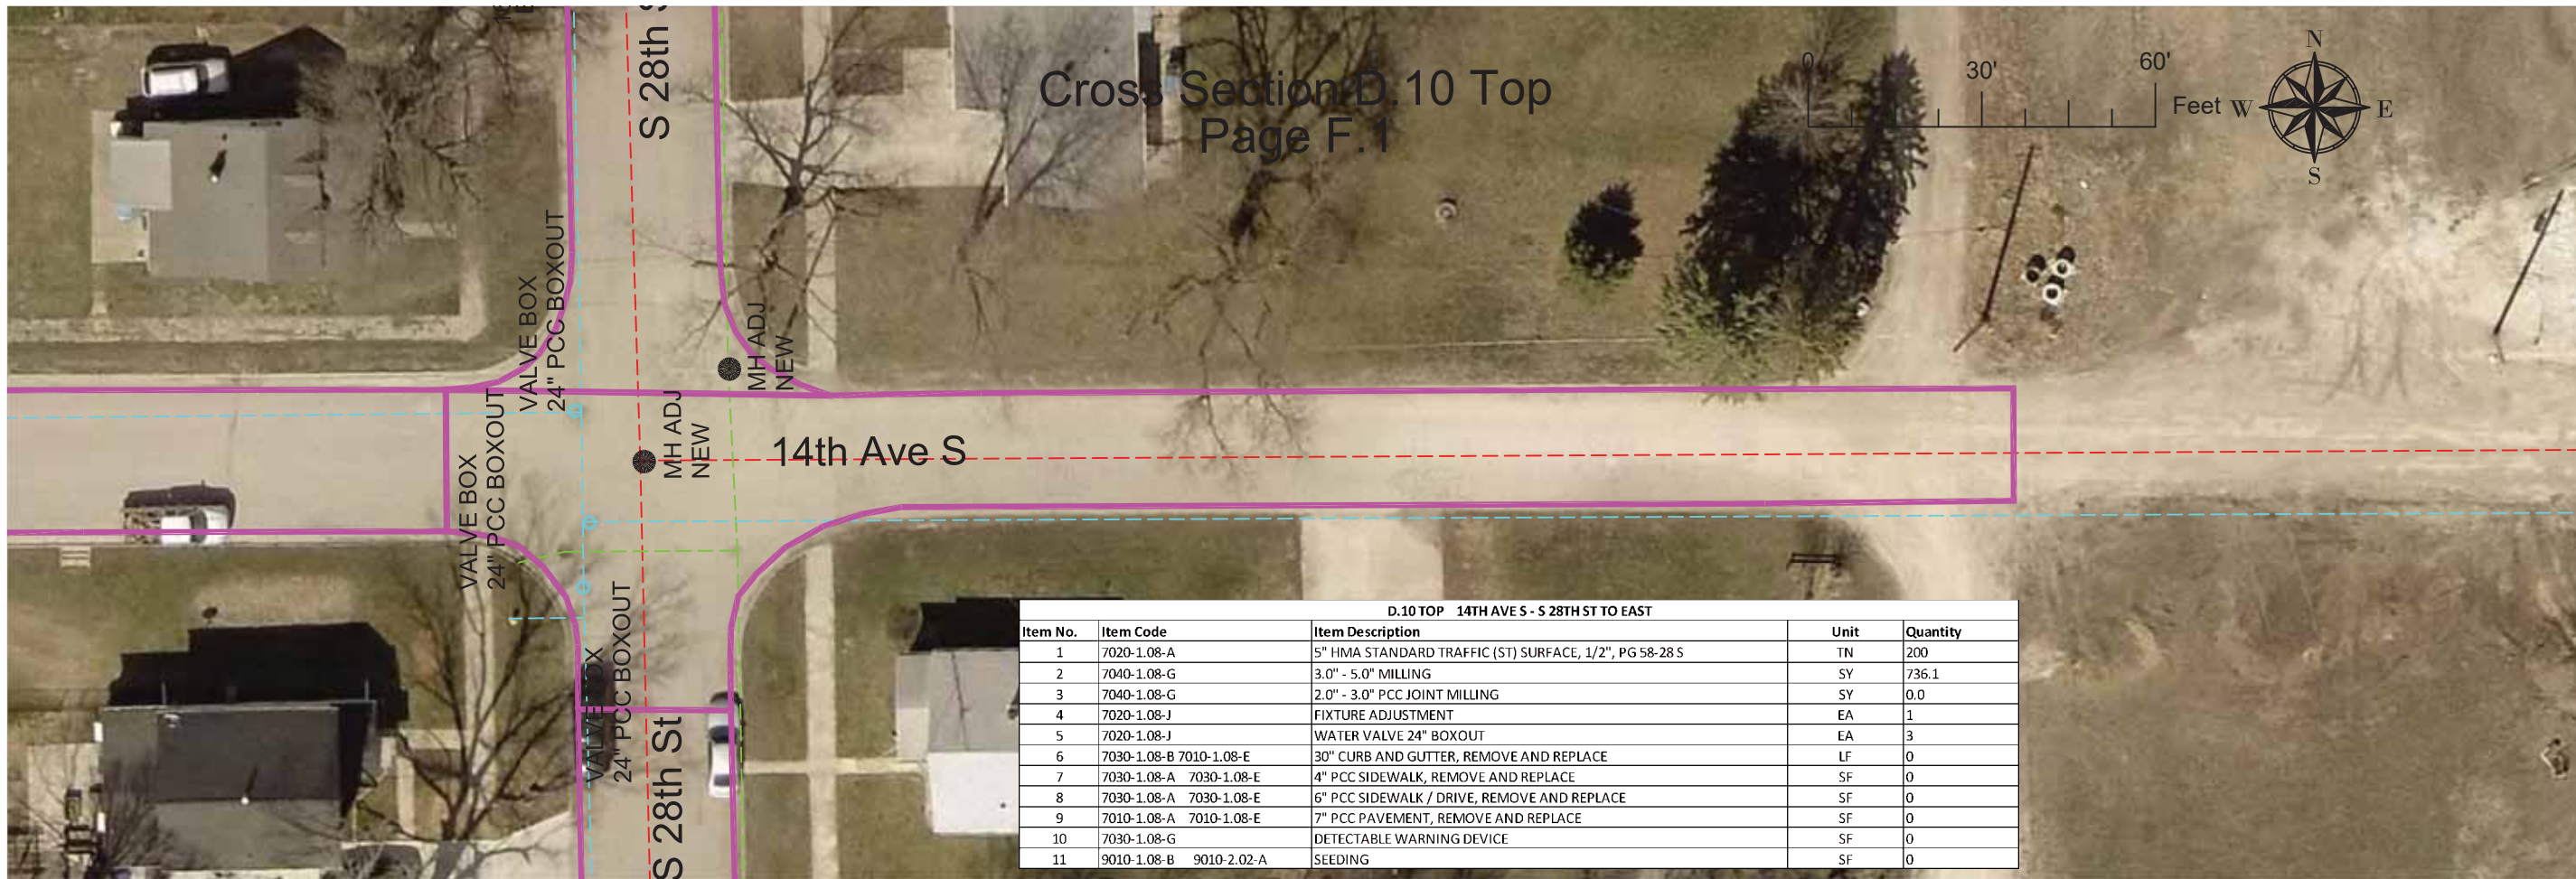 S 28th
Cross Section D.10 Top
Page F.1
0 30' 60'
Feet
N
W E
S
VALVE BOX
24" PCC BOXOUT
MH ADJ
NEW
MH ADJ
NEW
14th Ave S
VALVE BOX
24" PCC BOXOUT
VALVE BOX
24" PCC BOXOUT
S 28th St
D.10 TOP 14TH AVE S - S 28TH ST TO EAST
Item No. Item Code Item Description Unit Quantity
1 7020-1.08-A 5" HMA STANDARD TRAFFIC (ST) SURFACE, 1/2", PG 58-28 S TN 200
2 7040-1.08-G 3.0" - 5.0" MILLING SY 736.1
3 7040-1.08-G 2.0" - 3.0" PCC JOINT MILLING SY 0.0
4 7020-1.08-J FIXTURE ADJUSTMENT EA 1
5 7020-1.08-J WATER VALVE 24" BOXOUT EA 3
6 7030-1.08-B 7010-1.08-E 30" CURB AND GUTTER, REMOVE AND REPLACE LF 0
7 7030-1.08-A 7030-1.08-E 4" PCC SIDEWALK, REMOVE AND REPLACE SF 0
8 7030-1.08-A 7030-1.08-E 6" PCC SIDEWALK / DRIVE, REMOVE AND REPLACE SF 0
9 7010-1.08-A 7010-1.08-E 7" PCC PAVEMENT, REMOVE AND REPLACE SF 0
10 7030-1.08-G DETECTABLE WARNING DEVICE SF 0
11 9010-1.08-B 9010-2.02-A SEEDING SF 0